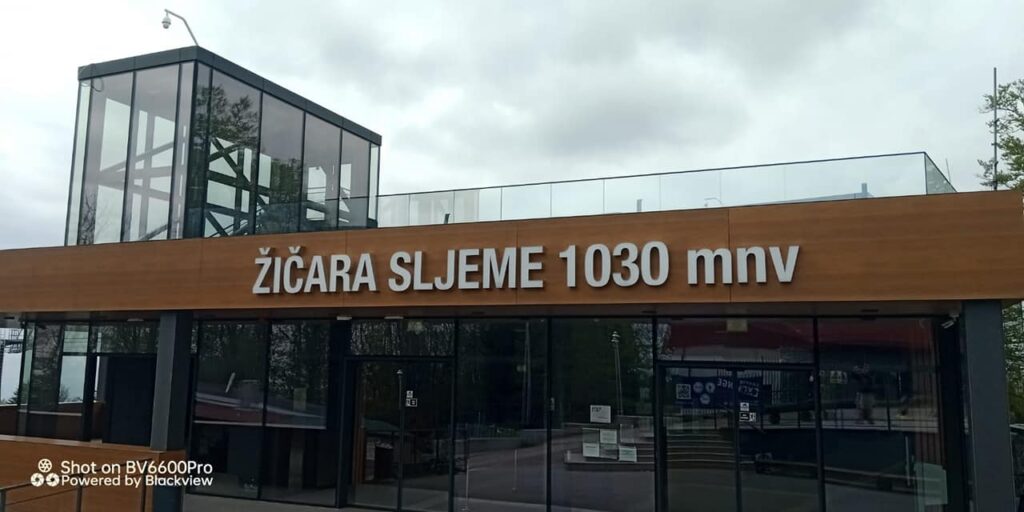 ŽIČARA SLJEME 1030 mnv
Shot on BV6600Pro
Powered by Blackview